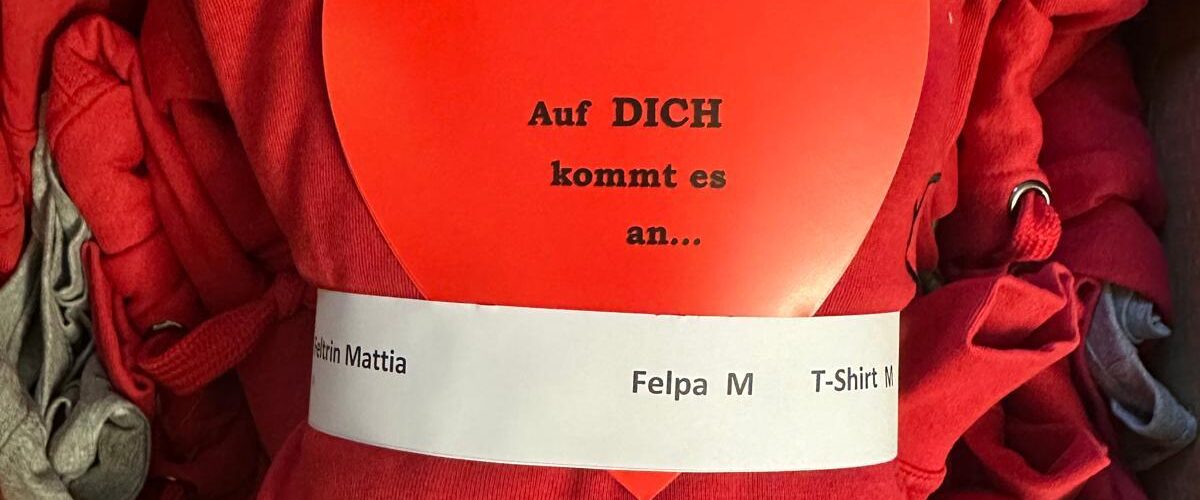 Auf DICH
kommt es
an...
Mattia
Felpa M T-Shirt M